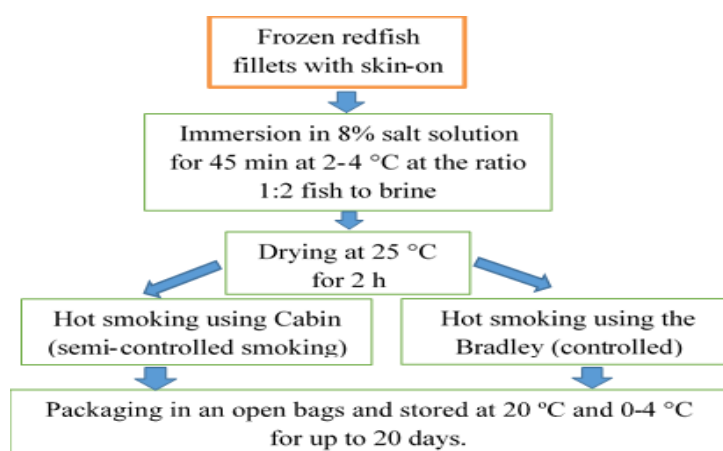 Frozen redfish
fillets with skin-on
Immersion in 8% salt solution
for 45 min at 2-4 °C at the ratio
1:2 fish to brine
Drying at 25 °C
for 2 h
Hot smoking using Cabin
(semi-controlled smoking)
Hot smoking using the
Bradley (controlled)
Packaging in an open bags and stored at 20 ºC and 0-4 °C
for up to 20 days.